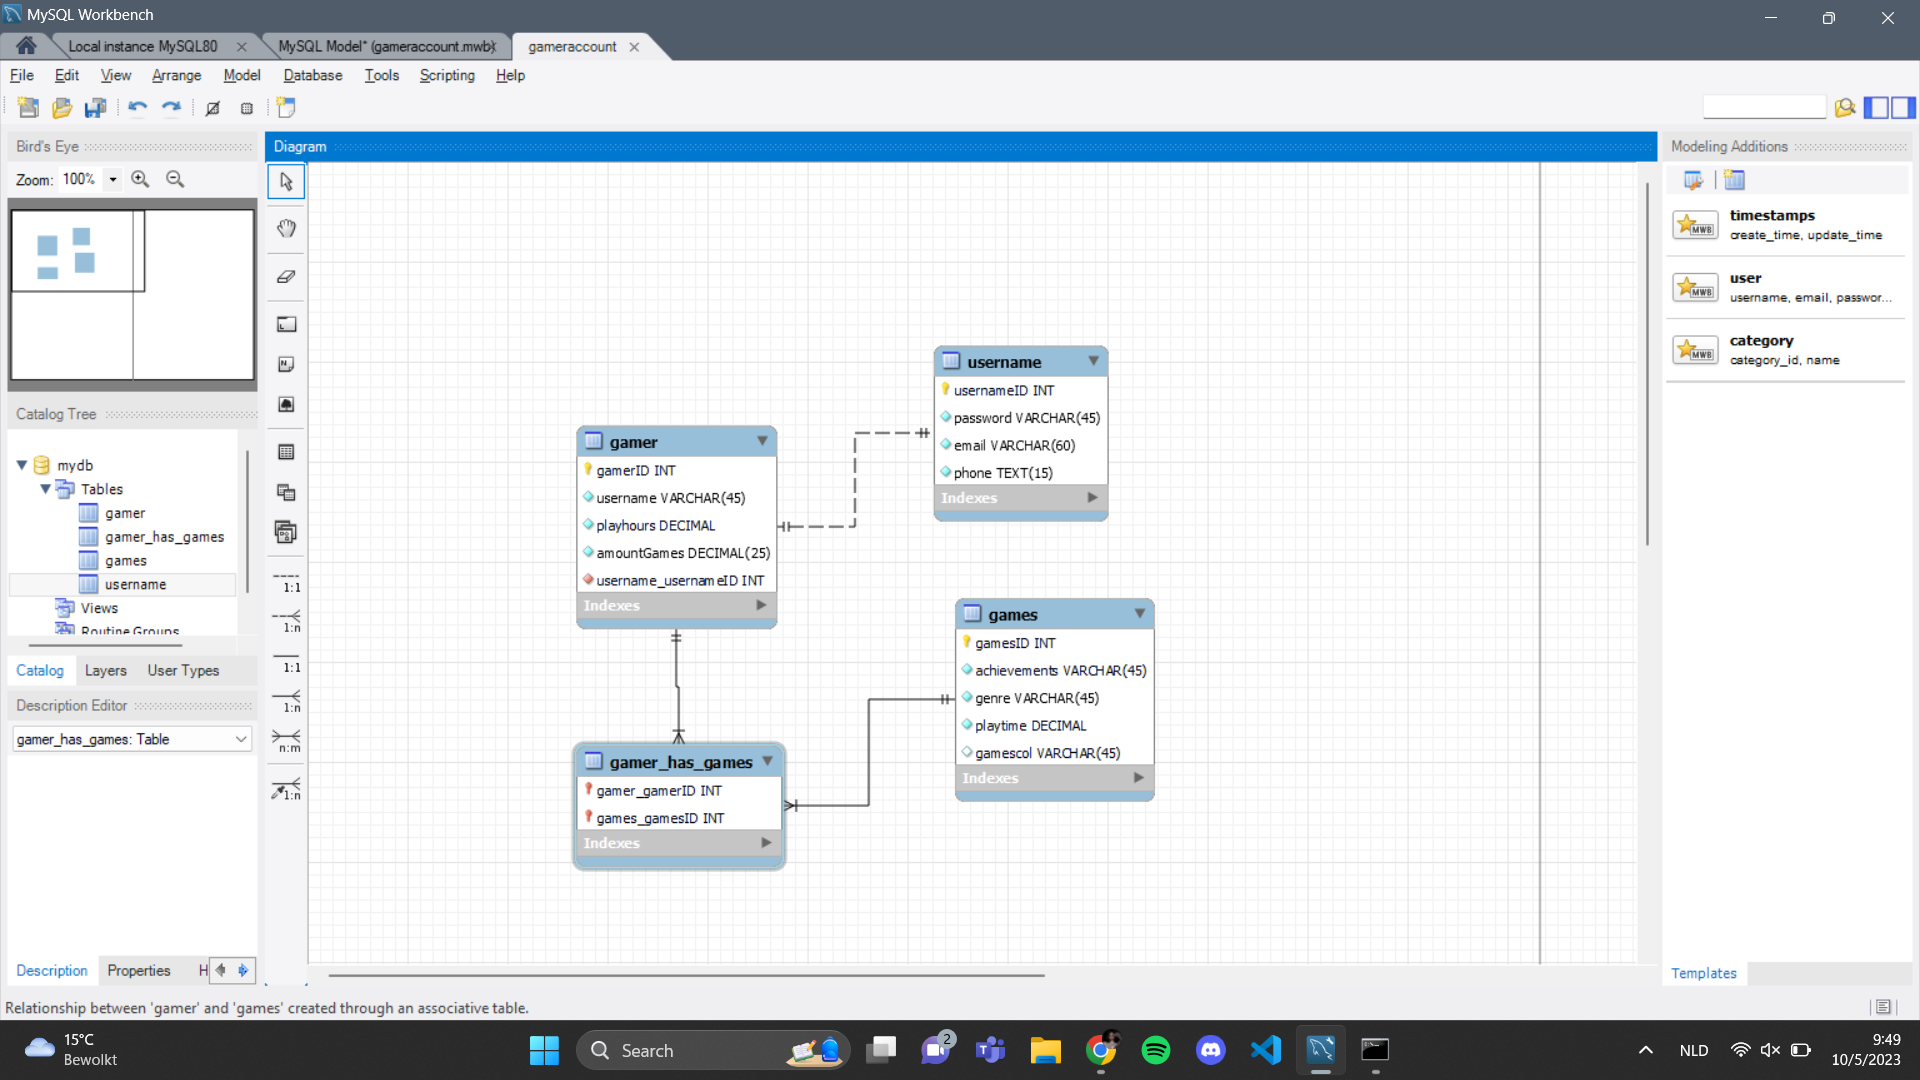 MySQL Workbench
Local instance MySQL80
MySQL Model* (gameraccount.mwb)
gameraccount
File Edit View Arrange Model Database Tools Scripting Help
Bird's Eye
Zoom: 100%
Catalog Tree
mydb
Tables
gamer
gamer_has_games
games
username
Views
Routine Groups
Catalog Layers User Types
Description Editor
gamer_has_games: Table
Description Properties H
1:1
1:n
1:1
1:n
n:m
1:n
Diagram
username
usernameID INT
password VARCHAR(45)
email VARCHAR(60)
phone TEXT(15)
Indexes
gamer
gamerID INT
username VARCHAR(45)
playhours DECIMAL
amountGames DECIMAL(25)
username_usernameID INT
Indexes
games
gamesID INT
achievements VARCHAR(45)
genre VARCHAR(45)
playtime DECIMAL
gamescol VARCHAR(45)
Indexes
gamer_has_games
gamer_gamerID INT
games_gamesID INT
Indexes
Modeling Additions
MWB
timestamps
create_time, update_time
MWB
user
username, email, passwor...
MWB
category
category_id, name
Templates
Relationship between 'gamer' and 'games' created through an associative table.
15°C
Bewolkt
Search
2
NLD
9:49
10/5/2023